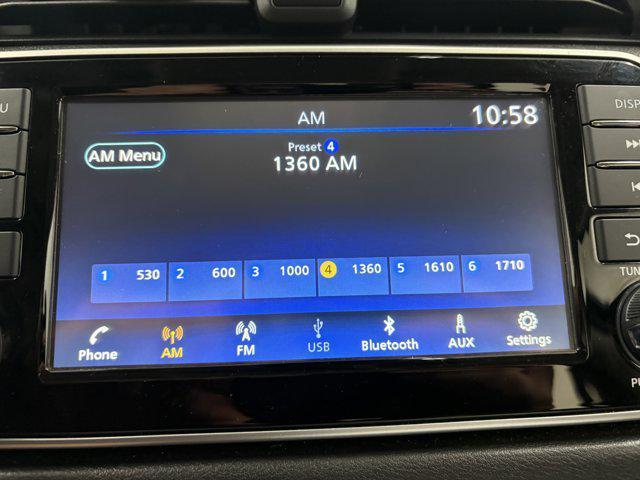 AM
10:58
AM Menu
Preset 4
1360 AM
1 530 2 600 3 1000 4 1360 5 1610 6 1710
Phone AM FM USB Bluetooth AUX Settings